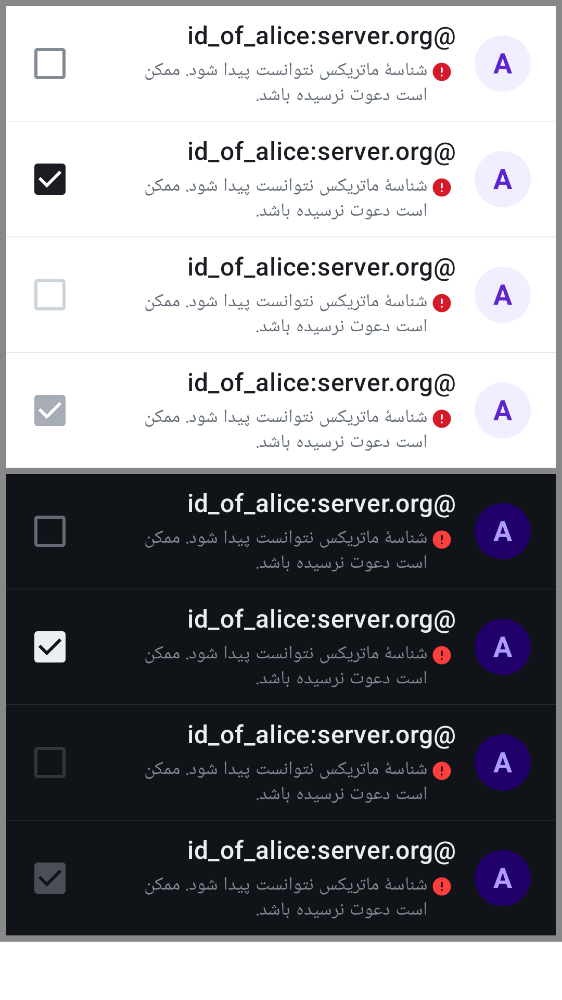 A
@id_of_alice:server.org
شناسهٔ ماتریکس نتوانست پیدا شود. ممکن
است دعوت نرسیده باشد.
A
@id_of_alice:server.org
شناسهٔ ماتریکس نتوانست پیدا شود. ممکن
است دعوت نرسیده باشد.
A
@id_of_alice:server.org
شناسهٔ ماتریکس نتوانست پیدا شود. ممکن
است دعوت نرسیده باشد.
A
@id_of_alice:server.org
شناسهٔ ماتریکس نتوانست پیدا شود. ممکن
است دعوت نرسیده باشد.
A
@id_of_alice:server.org
شناسهٔ ماتریکس نتوانست پیدا شود. ممکن
است دعوت نرسیده باشد.
A
@id_of_alice:server.org
شناسهٔ ماتریکس نتوانست پیدا شود. ممکن
است دعوت نرسیده باشد.
A
@id_of_alice:server.org
شناسهٔ ماتریکس نتوانست پیدا شود. ممکن
است دعوت نرسیده باشد.
A
@id_of_alice:server.org
شناسهٔ ماتریکس نتوانست پیدا شود. ممکن
است دعوت نرسیده باشد.